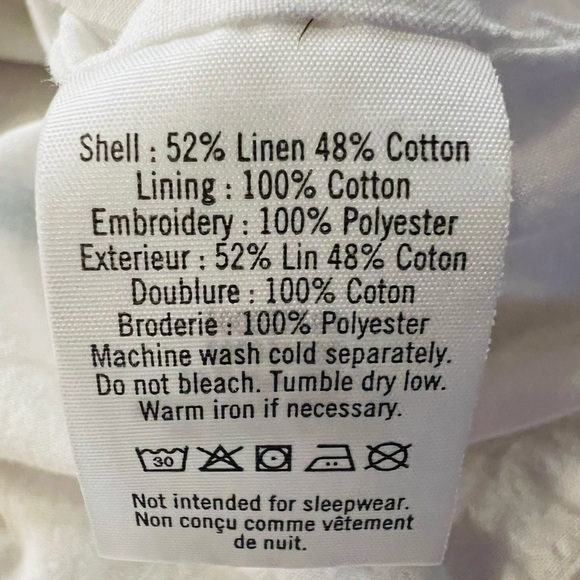 Shell : 52% Linen 48% Cotton
Lining : 100% Cotton
Embroidery : 100% Polyester
Exterieur : 52% Lin 48% Coton
Doublure : 100% Coton
Broderie : 100% Polyester
Machine wash cold separately.
Do not bleach. Tumble dry low.
Warm iron if necessary.
30
Not intended for sleepwear.
Non conçu comme vêtement
de nuit.